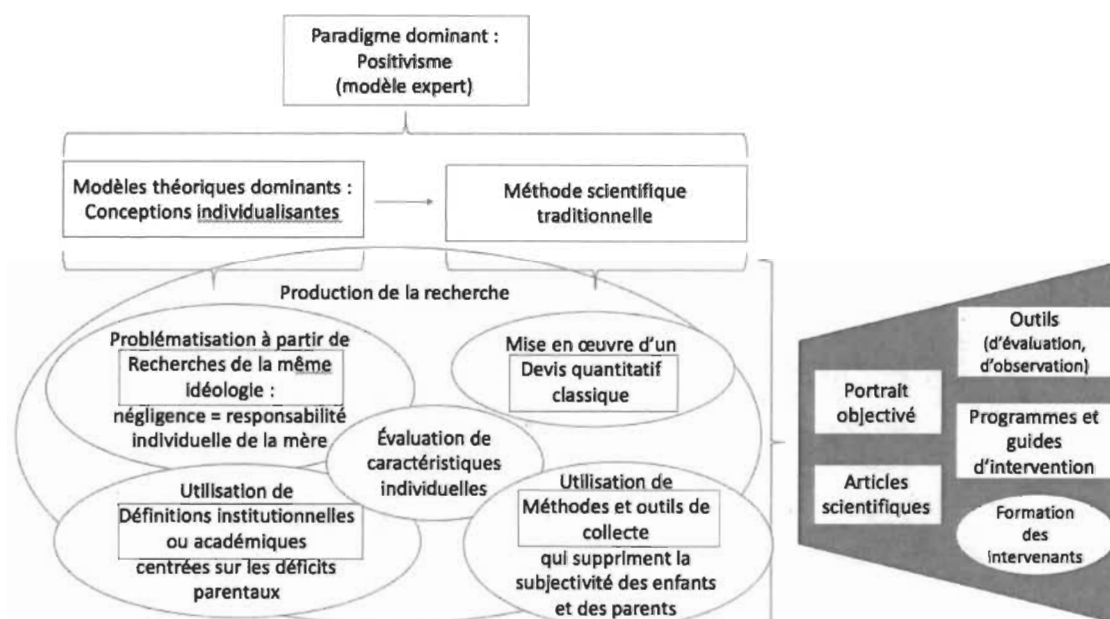 Paradigme dominant :
Positivisme
(modèle expert)
Modèles théoriques dominants :
Conceptions individualisantes
Méthode scientifique
traditionnelle
Production de la recherche
Problématisation à partir de
Recherches de la même
idéologie :
négligence = responsabilité
individuelle de la mère
Mise en œuvre d'un
Devis quantitatif
classique
Évaluation de
caractéristiques
individuelles
Utilisation de
Définitions institutionnelles
ou académiques
centrées sur les déficits
parentaux
Utilisation de
Méthodes et outils de
collecte
qui suppriment la
subjectivité des enfants
et des parents
Portrait
objectivé
Articles
scientifiques
Outils
(d'évaluation,
d'observation)
Programmes et
guides
d'intervention
Formation
des
intervenants